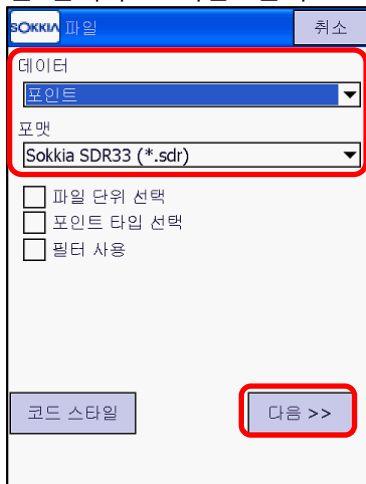 SOKKIA 파일 취소
데이터
포인트
포맷
Sokkia SDR33 (*.sdr)
파일 단위 선택
포인트 타입 선택
필터 사용
코드 스타일 다음 >>